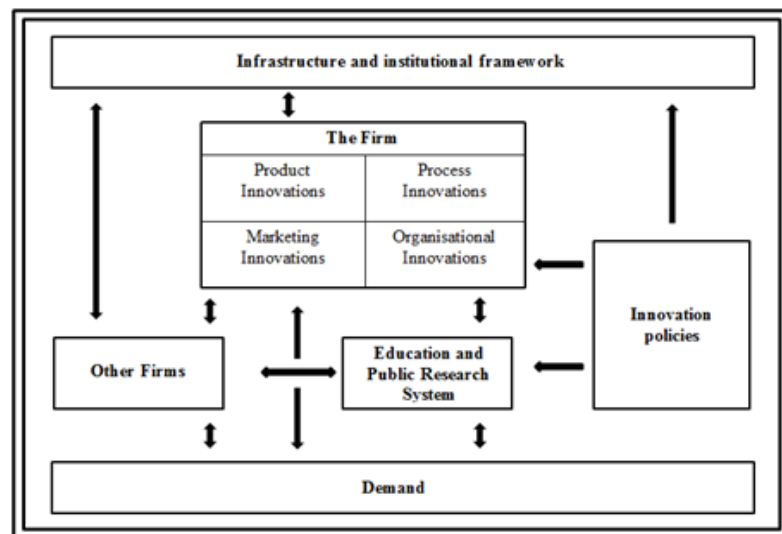 Infrastructure and institutional framework
The Firm
Product
Innovations
Process
Innovations
Marketing
Innovations
Organisational
Innovations
Innovation
policies
Other Firms
Education and
Public Research
System
Demand